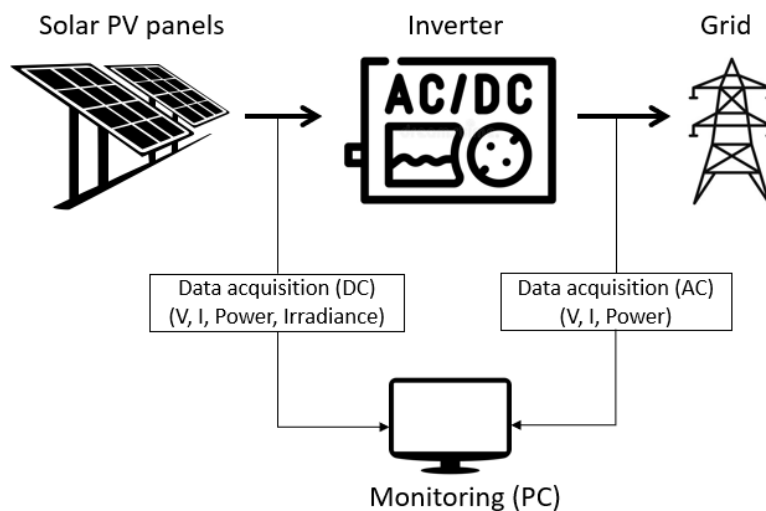 Solar PV panels
Inverter
Grid
AC/DC
Data acquisition (DC)
(V, I, Power, Irradiance)
Data acquisition (AC)
(V, I, Power)
Monitoring (PC)